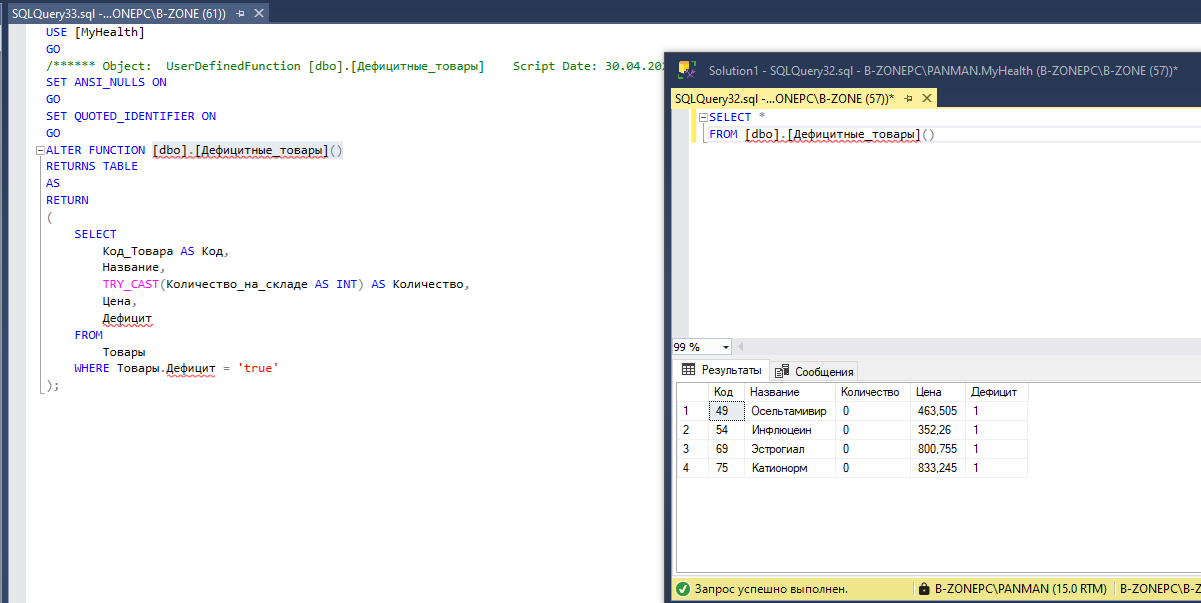 SQLQuery33.sql -...ONEPC\B-ZONE (61))
USE [MyHealth]
GO
/****** Object:  UserDefinedFunction [dbo].[Дефицитные_товары]    Script Date: 30.04.20
SET ANSI_NULLS ON
GO
SET QUOTED_IDENTIFIER ON
GO
ALTER FUNCTION [dbo].[Дефицитные_товары]()
RETURNS TABLE
AS
RETURN
(
SELECT
Код_Товара AS Код,
Название,
TRY_CAST(Количество_на_складе AS INT) AS Количество,
Цена,
Дефицит
FROM
Товары
WHERE Товары.Дефицит = 'true'
);
Solution1 - SQLQuery32.sql - B-ZONEPC\PANMAN.MyHealth (B-ZONEPC\B-ZONE (57))*
SQLQuery32.sql -...ONEPC\B-ZONE (57))*
SELECT *
FROM [dbo].[Дефицитные_товары]()
99 %
Результаты Сообщения
Код Название Количество Цена Дефицит
1 49 Осельтамивир 0 463,505 1
2 54 Инфлюцеин 0 352,26 1
3 69 Эстрогиал 0 800,755 1
4 75 Катионорм 0 833,245 1
Запрос успешно выполнен. B-ZONEPC\PANMAN (15.0 RTM) B-ZONEPC\B-Z